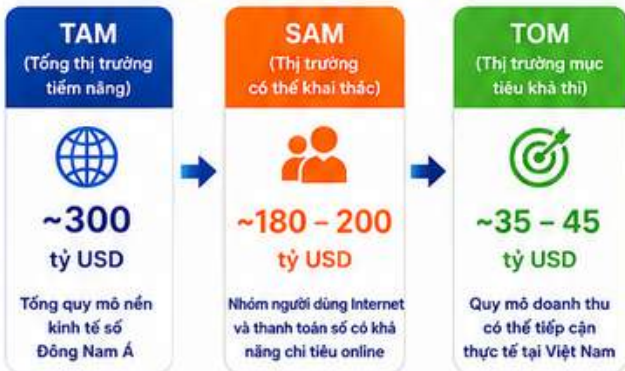 TAM
(Tổng thị trường
tiềm năng)
~300
tỷ USD
Tổng quy mô nền
kinh tế số
Đông Nam Á
SAM
(Thị trường
có thể khai thác)
~180 – 200
tỷ USD
Nhóm người dùng Internet
và thanh toán số có khả
năng chi tiêu online
TOM
(Thị trường mục
tiêu khả thi)
~35 – 45
tỷ USD
Quy mô doanh thu
có thể tiếp cận
thực tế tại Việt Nam